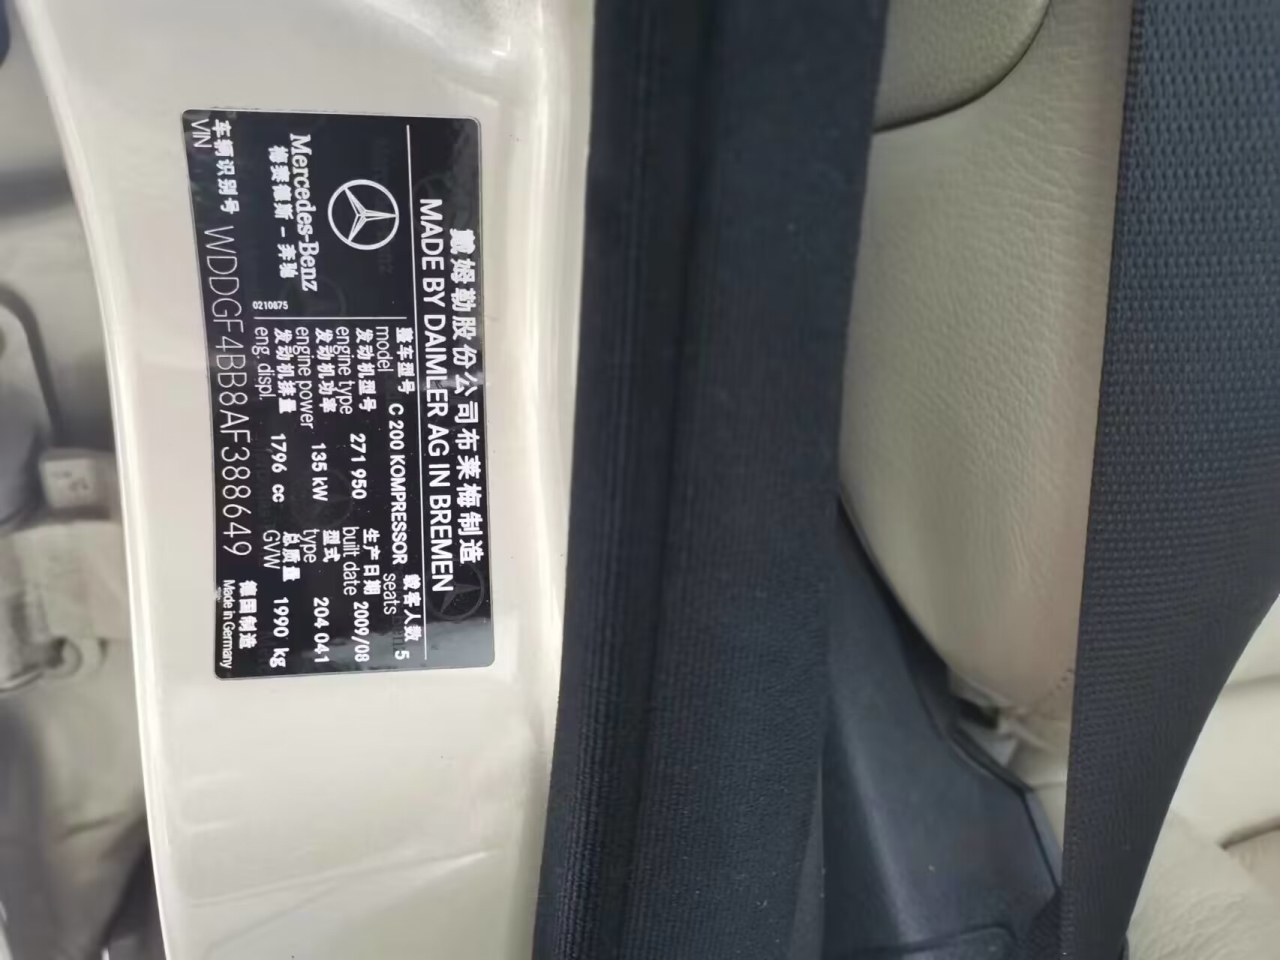 戴姆勒股份公司布莱梅制造
MADE BY DAIMLER AG IN BREMEN
Mercedes-Benz
梅赛德斯-奔驰
0210875
整车型号 C 200 KOMPRESSOR 载客人数 5
model seats
发动机型号 271 950 生产日期 2009/08
engine type built date
发动机功率 135 kW 型式 204 041
engine power type
发动机排量 1796 cc 总质量 1990 kg
eng. displ. GVW
车辆识别号 WDDGF4BB8AF388649 德国制造
VIN Made in Germany